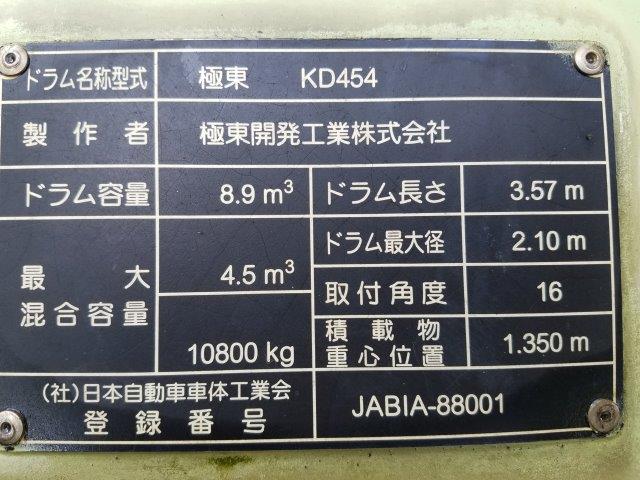 ドラム名称型式 極東 KD454
製作者 極東開発工業株式会社
ドラム容量 8.9 m³ ドラム長さ 3.57 m
ドラム最大径 2.10 m
最大 4.5 m³
混合容量 10800 kg
取付角度 16
積載物 1.350 m
重心位置
(社)日本自動車車体工業会
登録番号 JABIA-88001